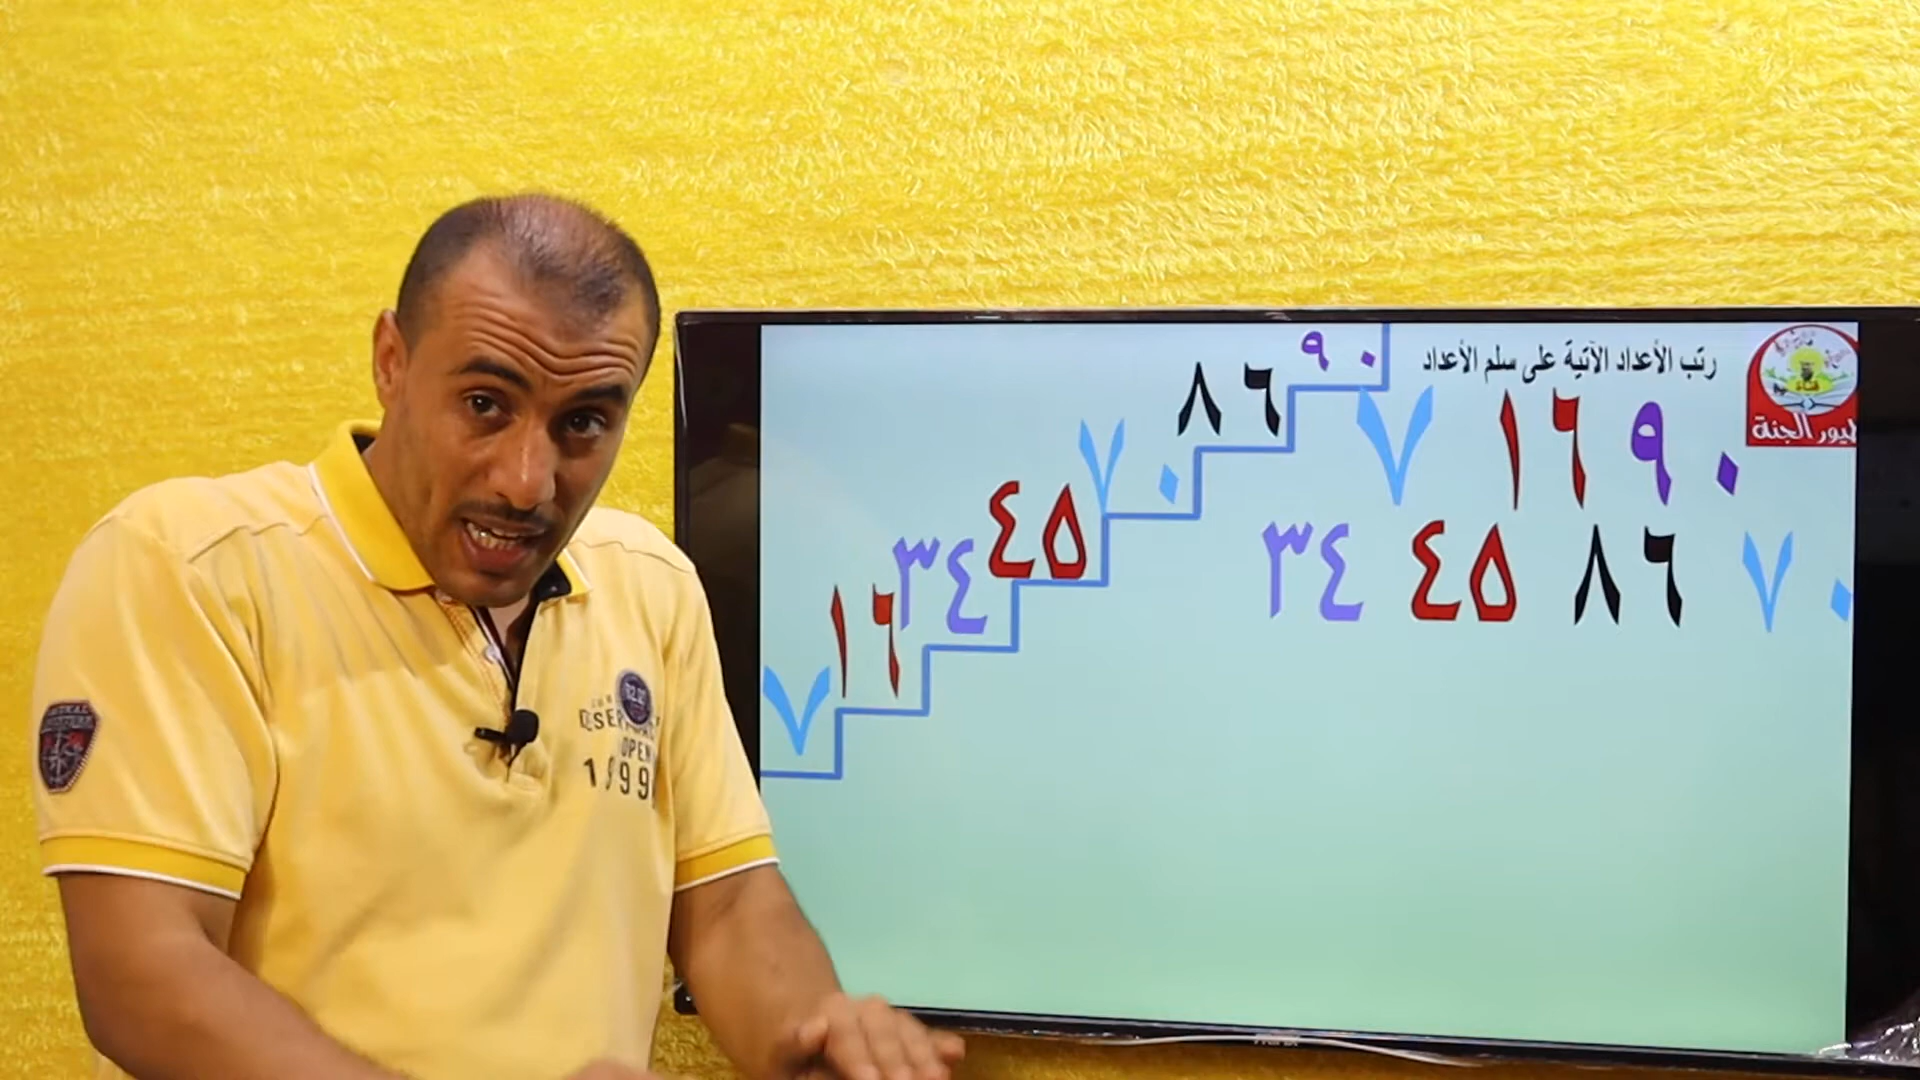 رتب الأعداد الآتية على سلم الأعداد
٧ ١٦ ٩٠
٣٤ ٤٥ ٨٦ ٧٠
٩٠
٨٦
٧٠
٤٥
٣٤
١٦
٧
طيور الجنة
OPEN